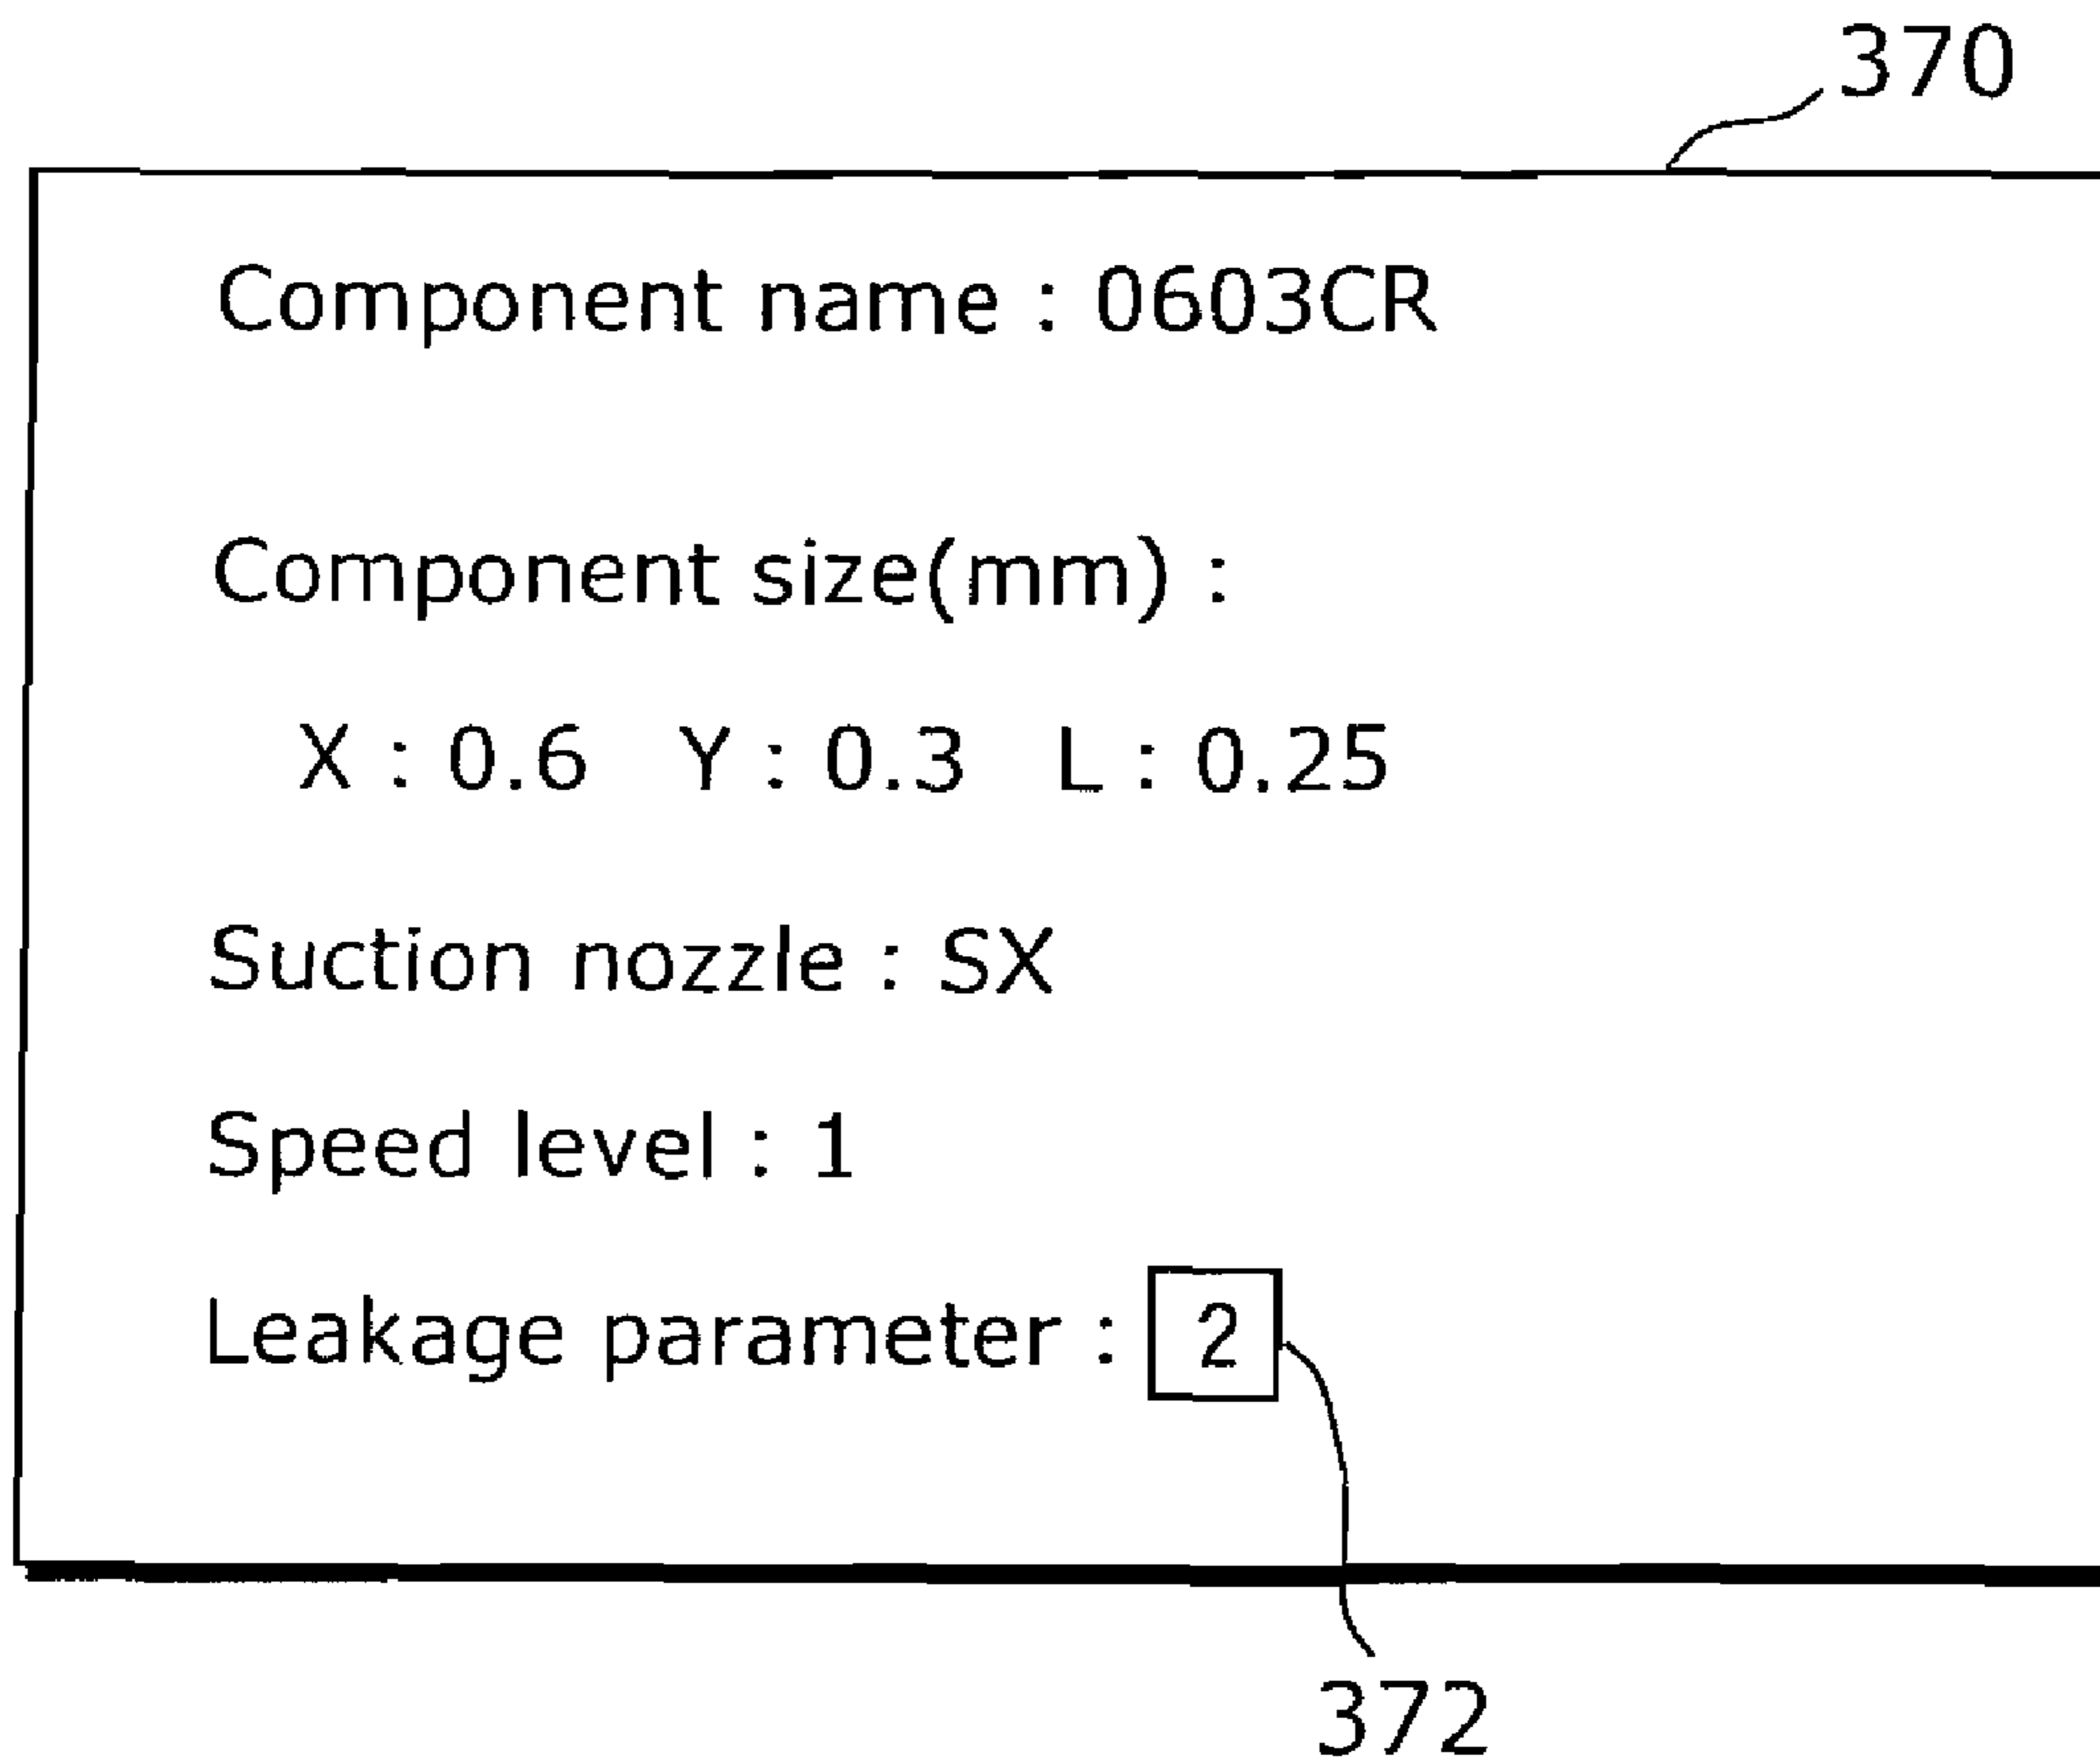 370
Component name : 0603CR
Component size(mm) :
X : 0.6 Y : 0.3 L : 0.25
Suction nozzle : SX
Speed level : 1
Leakage parameter : 2
372